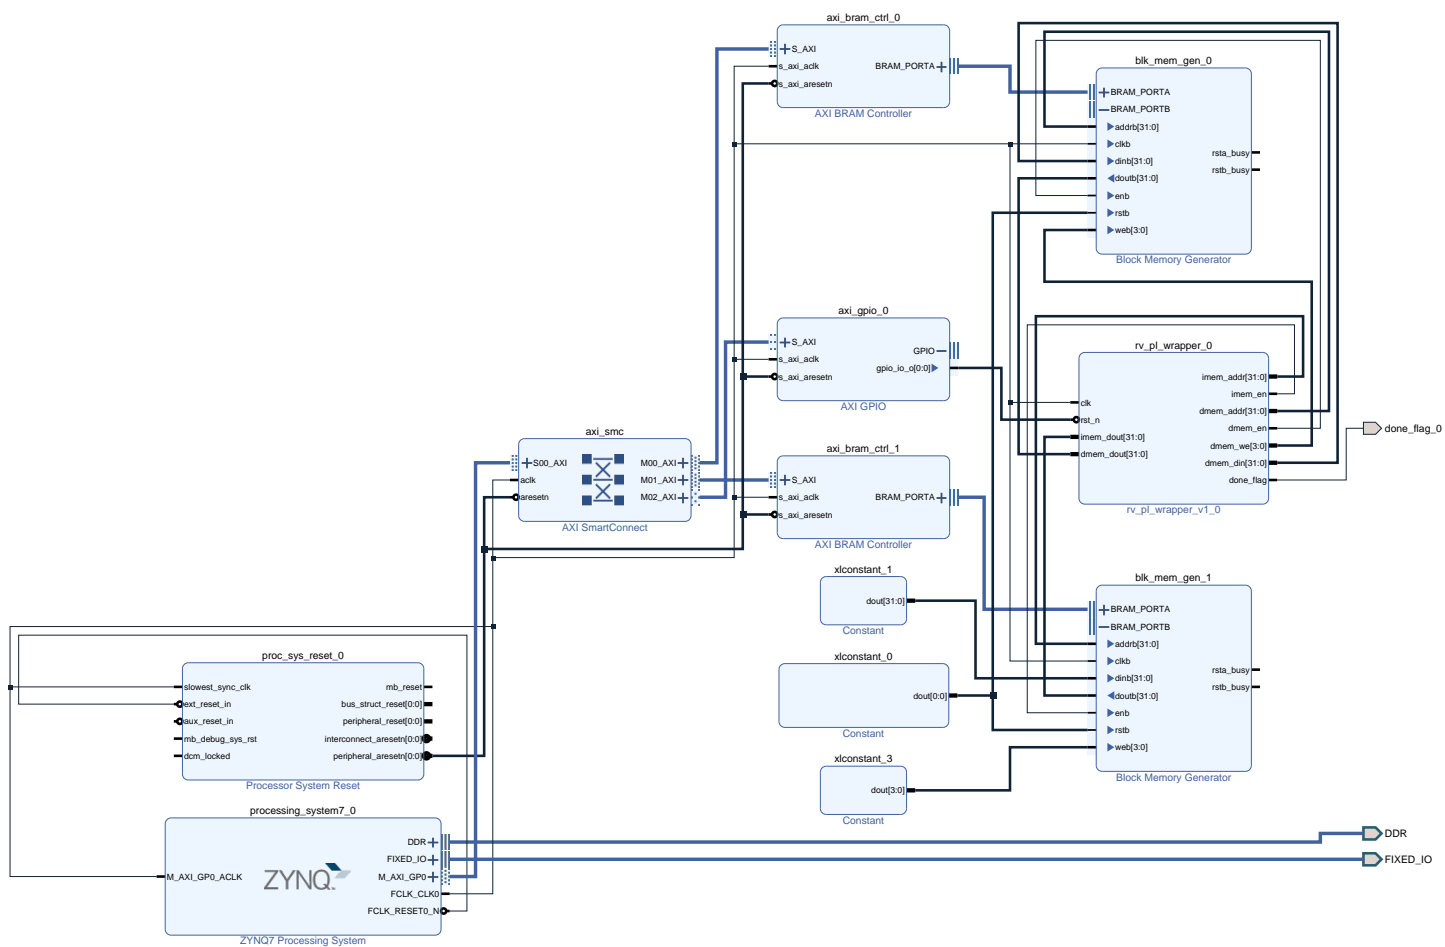 axi_bram_ctrl_0
S_AXI
s_axi_aclk
s_axi_aresetn
BRAM_PORTA
AXI BRAM Controller
blk_mem_gen_0
BRAM_PORTA
BRAM_PORTB
addrb[31:0]
clkb
dinb[31:0]
doutb[31:0]
enb
rstb
web[3:0]
rsta_busy
rstb_busy
Block Memory Generator
axi_gpio_0
S_AXI
s_axi_aclk
s_axi_aresetn
GPIO
gpio_io_o[0:0]
AXI GPIO
rv_pl_wrapper_0
clk
rst_n
imem_dout[31:0]
dmem_dout[31:0]
imem_addr[31:0]
imem_en
dmem_addr[31:0]
dmem_en
dmem_we[3:0]
dmem_din[31:0]
done_flag
rv_pl_wrapper_v1_0
done_flag_0
axi_smc
S00_AXI
aclk
aresetn
M00_AXI
M01_AXI
M02_AXI
AXI SmartConnect
axi_bram_ctrl_1
S_AXI
s_axi_aclk
s_axi_aresetn
BRAM_PORTA
AXI BRAM Controller
xlconstant_1
dout[31:0]
Constant
xlconstant_0
dout[0:0]
Constant
xlconstant_3
dout[3:0]
Constant
blk_mem_gen_1
BRAM_PORTA
BRAM_PORTB
addrb[31:0]
clkb
dinb[31:0]
doutb[31:0]
enb
rstb
web[3:0]
rsta_busy
rstb_busy
Block Memory Generator
proc_sys_reset_0
slowest_sync_clk
ext_reset_in
aux_reset_in
mb_debug_sys_rst
dcm_locked
mb_reset
bus_struct_reset[0:0]
peripheral_reset[0:0]
interconnect_aresetn[0:0]
peripheral_aresetn[0:0]
Processor System Reset
processing_system7_0
M_AXI_GP0_ACLK
ZYNQ
DDR
FIXED_IO
M_AXI_GP0
FCLK_CLK0
FCLK_RESET0_N
ZYNQ7 Processing System
DDR
FIXED_IO